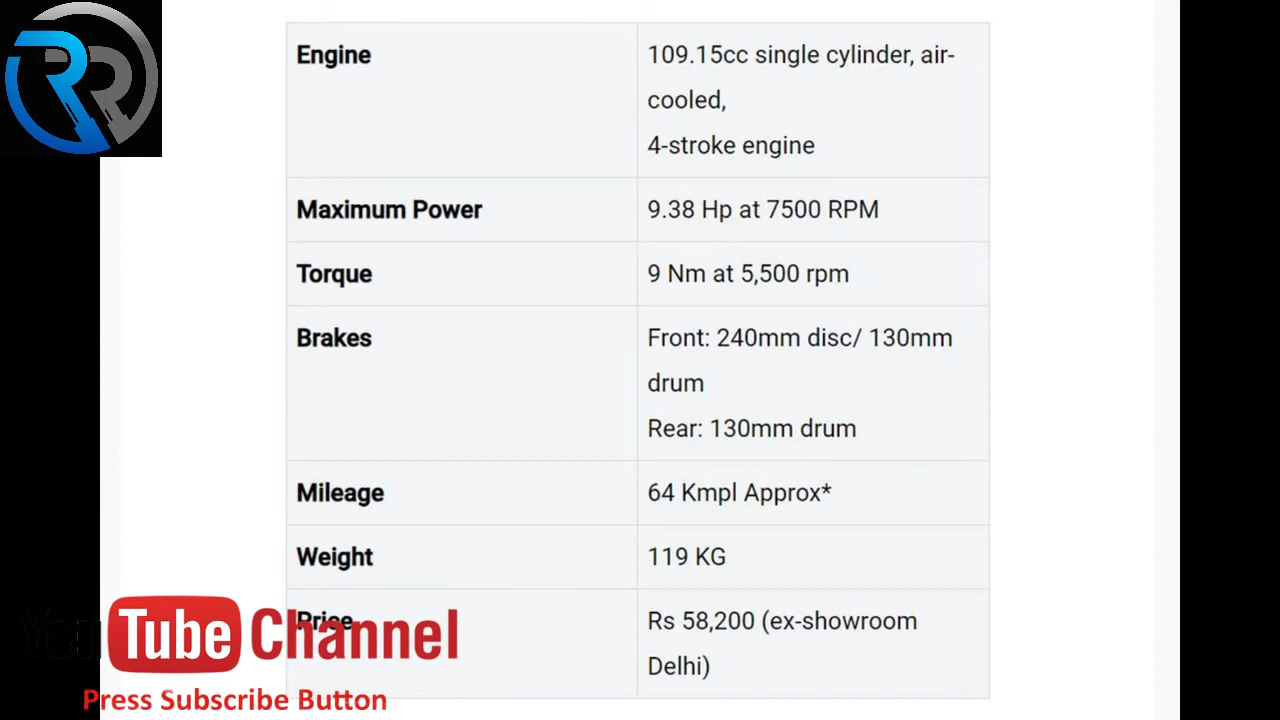 RR
Engine
109.15cc single cylinder, air-
cooled,
4-stroke engine
Maximum Power
9.38 Hp at 7500 RPM
Torque
9 Nm at 5,500 rpm
Brakes
Front: 240mm disc/ 130mm
drum
Rear: 130mm drum
Mileage
64 Kmpl Approx*
Weight
119 KG
Price
Rs 58,200 (ex-showroom
Delhi)
YouTube Channel
Press Subscribe Button